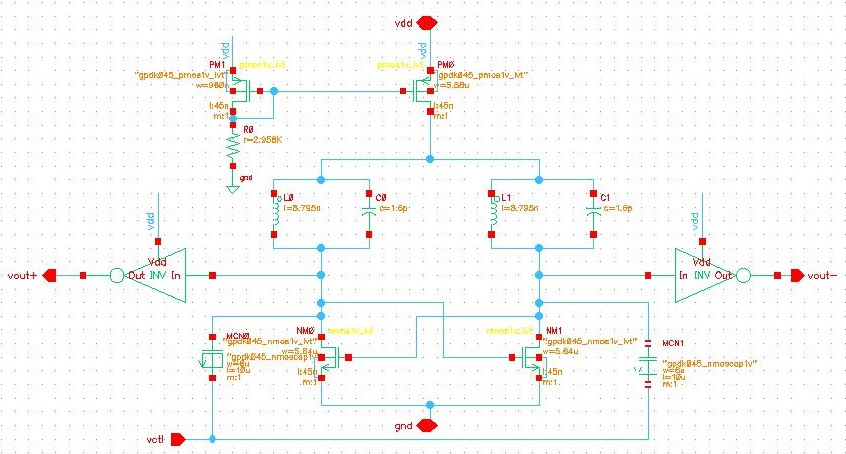 vdd
vdd
vdd
PM1
pmos1v_lvt
"gpdk045_pmos1v_lvt"
w=960n
l:45n
m:1
pmos1v_lvt
PM0
"gpdk045_pmos1v_lvt"
l:45n
m:1
R0
r=2.958K
gnd
L0
l=8.795n
C0
c=1.6p
L1
l=8.795n
C1
c=1.6p
vdd
vdd
vout+
Vdd
Out INV In
Vdd
In INV Out
vout-
MCN0
"gpdk045_nmoscap1v"
w=6u
l=10u
m:1
NM0
nmos1v_lvt
"gpdk045_nmos1v_lvt"
w=5.64u
l:45n
m:1
nmos1v_lvt
NM1
"gpdk045_nmos1v_lvt"
w=5.64u
l:45n
m:1
MCN1
"gpdk045_nmoscap1v"
w=6u
l=10u
m:1
gnd
vctl